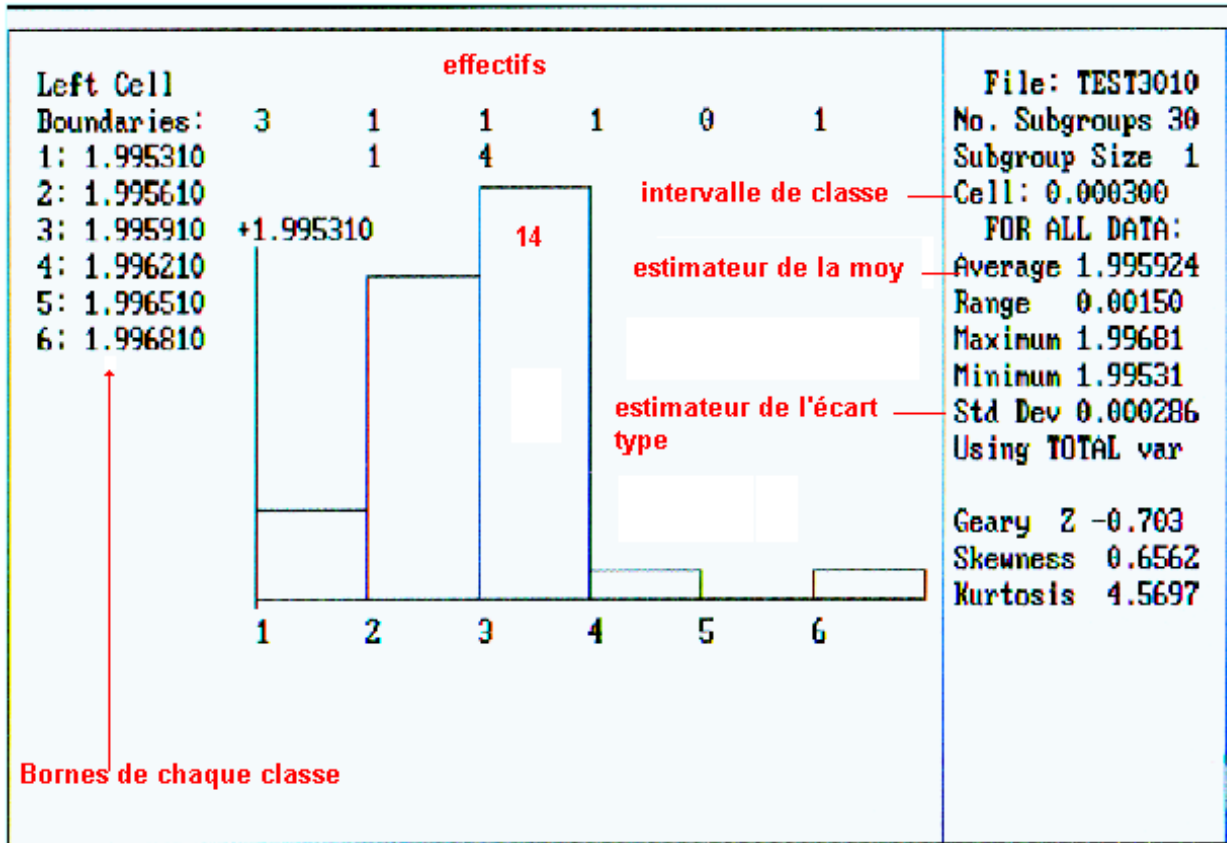 effectifs
Left Cell
Boundaries: 3 1 1 1 0 1
1: 1.995310 1 4
2: 1.995610
3: 1.995910 +1.995310
4: 1.996210
5: 1.996510
6: 1.996810
14
intervalle de classe
estimateur de la moy
estimateur de l'écart
type
1 2 3 4 5 6
Bornes de chaque classe
File: TEST3010
No. Subgroups 30
Subgroup Size 1
Cell: 0.000300
FOR ALL DATA:
Average 1.995924
Range 0.00150
Maximum 1.99681
Minimum 1.99531
Std Dev 0.000286
Using TOTAL var
Geary Z -0.703
Skewness 0.6562
Kurtosis 4.5697